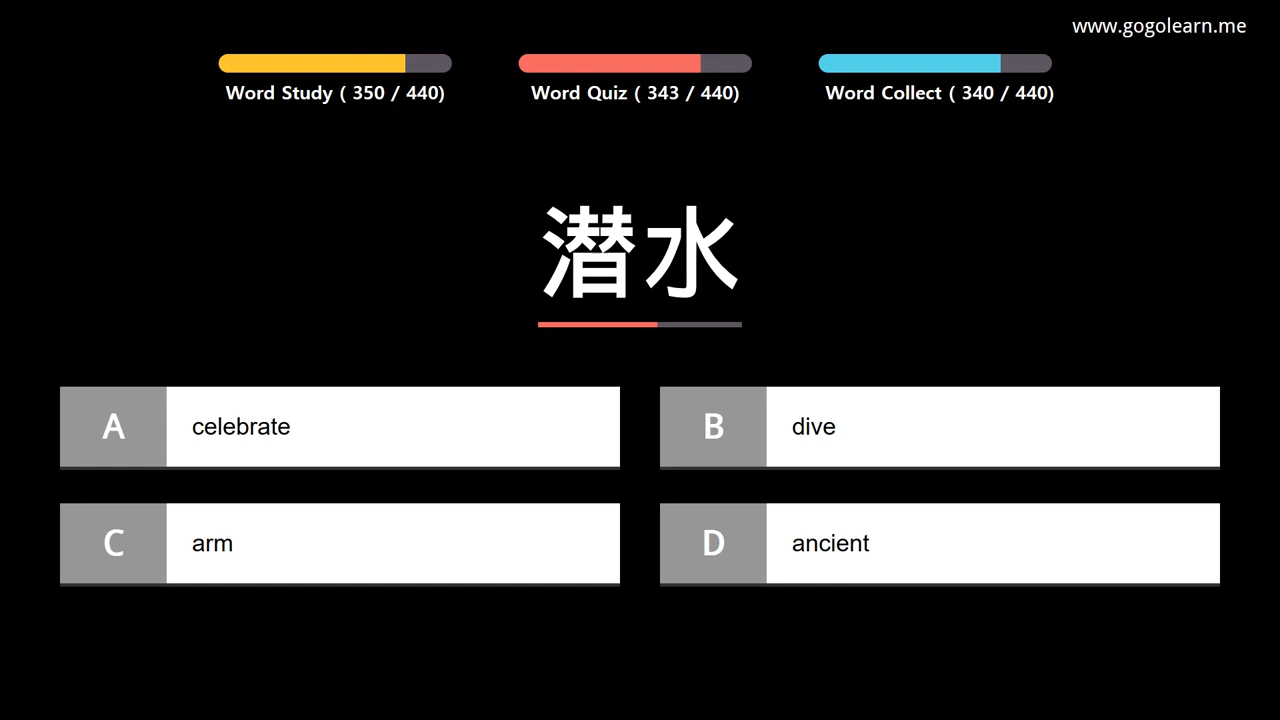 www.gogolearn.me
Word Study ( 350 / 440)
Word Quiz ( 343 / 440)
Word Collect ( 340 / 440)
潜水
A celebrate
B dive
C arm
D ancient